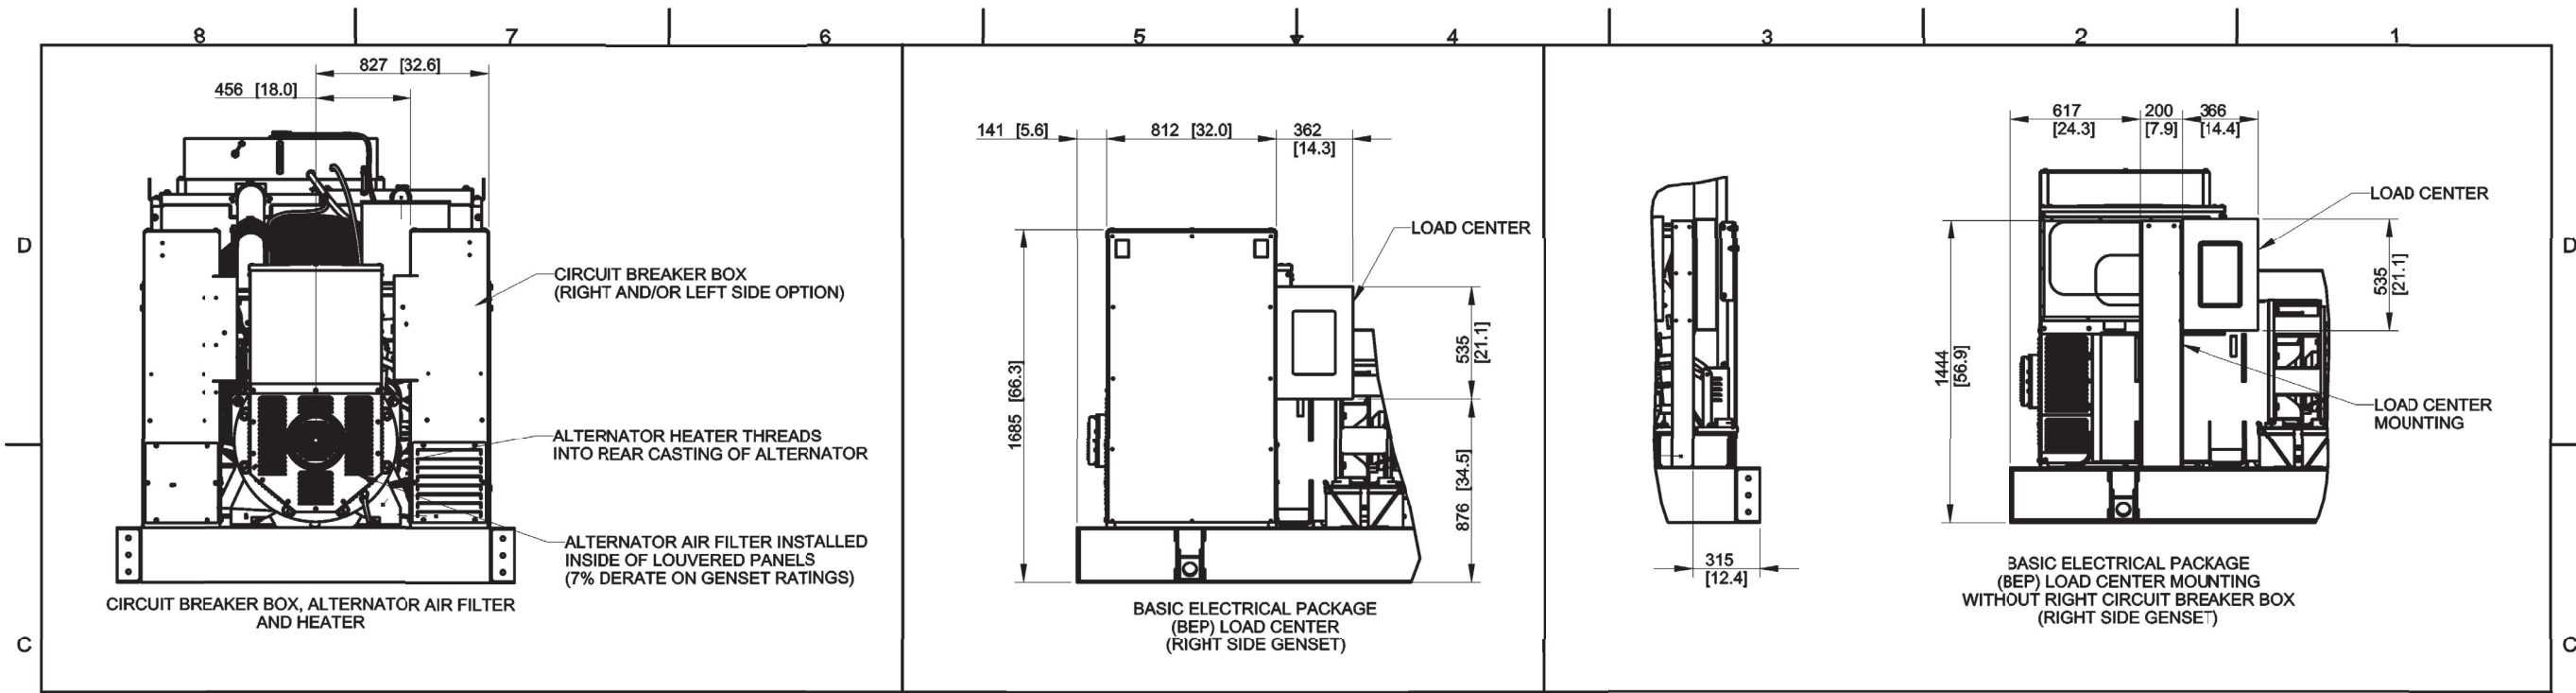 8 7 6 5 4 3 2 1
827 [32.6]
456 [18.0]
CIRCUIT BREAKER BOX
(RIGHT AND/OR LEFT SIDE OPTION)
ALTERNATOR HEATER THREADS
INTO REAR CASTING OF ALTERNATOR
ALTERNATOR AIR FILTER INSTALLED
INSIDE OF LOUVERED PANELS
(7% DERATE ON GENSET RATINGS)
CIRCUIT BREAKER BOX, ALTERNATOR AIR FILTER
AND HEATER
141 [5.6] 812 [32.0] 362
[14.3]
LOAD CENTER
1685 [66.3]
535
[21.1]
876 [34.5]
BASIC ELECTRICAL PACKAGE
(BEP) LOAD CENTER
(RIGHT SIDE GENSET)
315
[12.4]
617 200 366
[24.3] [7.9] [14.4]
LOAD CENTER
535
[21.1]
1444
[56.9]
LOAD CENTER
MOUNTING
BASIC ELECTRICAL PACKAGE
(BEP) LOAD CENTER MOUNTING
WITHOUT RIGHT CIRCUIT BREAKER BOX
(RIGHT SIDE GENSET)
D D
C C